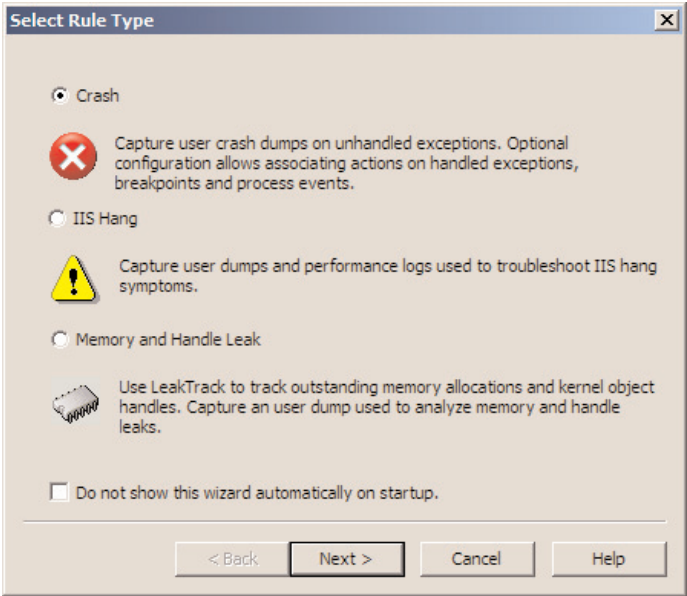 Select Rule Type
Crash
Capture user crash dumps on unhandled exceptions. Optional
configuration allows associating actions on handled exceptions,
breakpoints and process events.
IIS Hang
Capture user dumps and performance logs used to troubleshoot IIS hang
symptoms.
Memory and Handle Leak
Use LeakTrack to track outstanding memory allocations and kernel object
handles. Capture an user dump used to analyze memory and handle
leaks.
Do not show this wizard automatically on startup.
< Back Next > Cancel Help